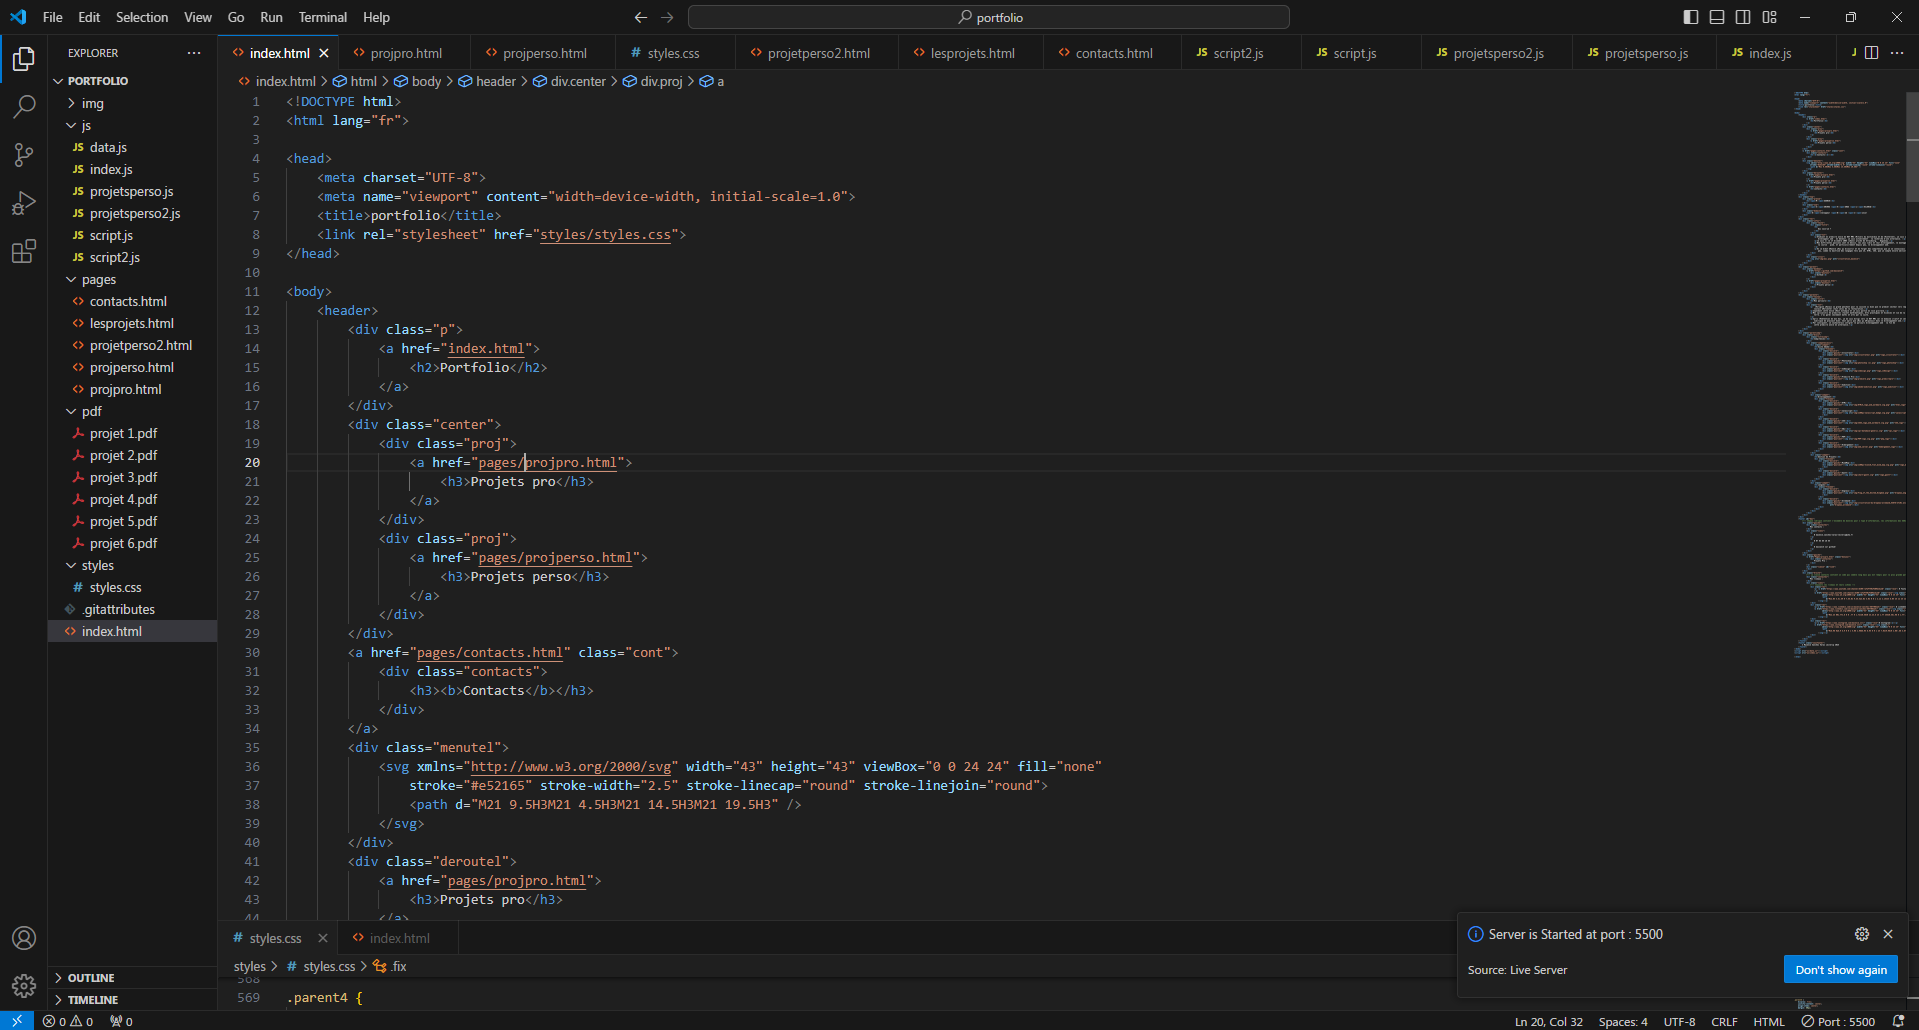 File Edit Selection View Go Run Terminal Help
portfolio
EXPLORER
index.html projpro.html projperso.html styles.css projetperso2.html lesprojets.html contacts.html script2.js script.js projetsperso2.js projetsperso.js index.js
PORTFOLIO
img
js
data.js
index.js
projetsperso.js
projetsperso2.js
script.js
script2.js
pages
contacts.html
lesprojets.html
projetperso2.html
projperso.html
projpro.html
pdf
projet 1.pdf
projet 2.pdf
projet 3.pdf
projet 4.pdf
projet 5.pdf
projet 6.pdf
styles
styles.css
.gitattributes
index.html
OUTLINE
TIMELINE
index.html > html > body > header > div.center > div.proj > a
1 <!DOCTYPE html>
2 <html lang="fr">
3
4 <head>
5 <meta charset="UTF-8">
6 <meta name="viewport" content="width=device-width, initial-scale=1.0">
7 <title>portfolio</title>
8 <link rel="stylesheet" href="styles/styles.css">
9 </head>
10
11 <body>
12 <header>
13 <div class="p">
14 <a href="index.html">
15 <h2>Portfolio</h2>
16 </a>
17 </div>
18 <div class="center">
19 <div class="proj">
20 <a href="pages/projpro.html">
21 <h3>Projets pro</h3>
22 </a>
23 </div>
24 <div class="proj">
25 <a href="pages/projperso.html">
26 <h3>Projets perso</h3>
27 </a>
28 </div>
29 </div>
30 <a href="pages/contacts.html" class="cont">
31 <div class="contacts">
32 <h3><b>Contacts</b></h3>
33 </div>
34 </a>
35 <div class="menutel">
36 <svg xmlns="http://www.w3.org/2000/svg" width="43" height="43" viewBox="0 0 24 24" fill="none"
37 stroke="#e52165" stroke-width="2.5" stroke-linecap="round" stroke-linejoin="round">
38 <path d="M21 9.5H3M21 4.5H3M21 14.5H3M21 19.5H3" />
39 </svg>
40 </div>
41 <div class="deroutel">
42 <a href="pages/projpro.html">
43 <h3>Projets pro</h3>
44 </a>
styles.css index.html
styles > styles.css > .fix
568
569 .parent4 {
Server is Started at port : 5500
Source: Live Server
Don't show again
0 0 0
Ln 20, Col 32 Spaces: 4 UTF-8 CRLF HTML Port : 5500